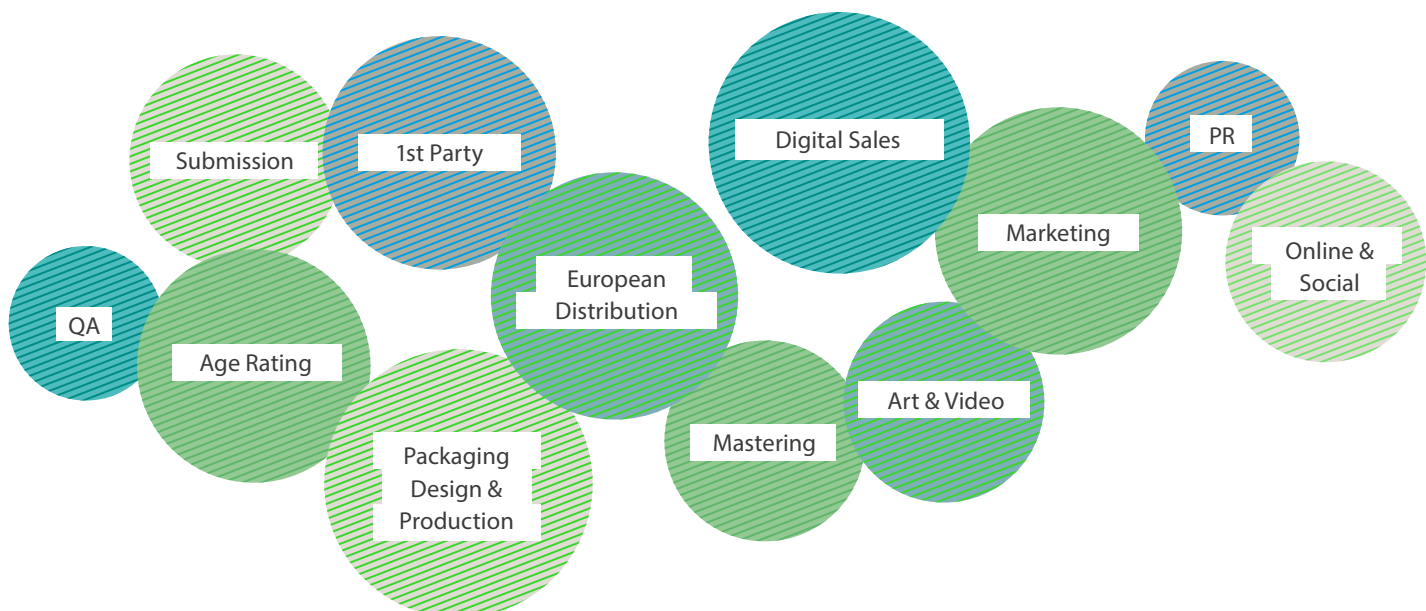 Submission
1st Party
Digital Sales
PR
Marketing
Online &
Social
QA
Age Rating
European
Distribution
Art & Video
Mastering
Packaging
Design &
Production